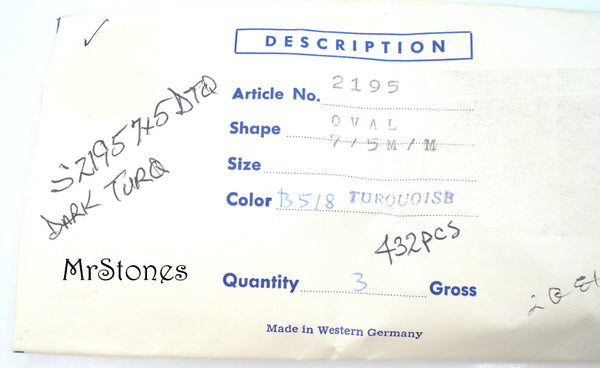 DESCRIPTION
Article No. 2195
Shape OVAL
7/5M/M
Size
Color B518 TURQUOISE
432PCS
Quantity 3 Gross
Made in Western Germany
S2195 7x5 DTQ
DARK TURQ
MrStones